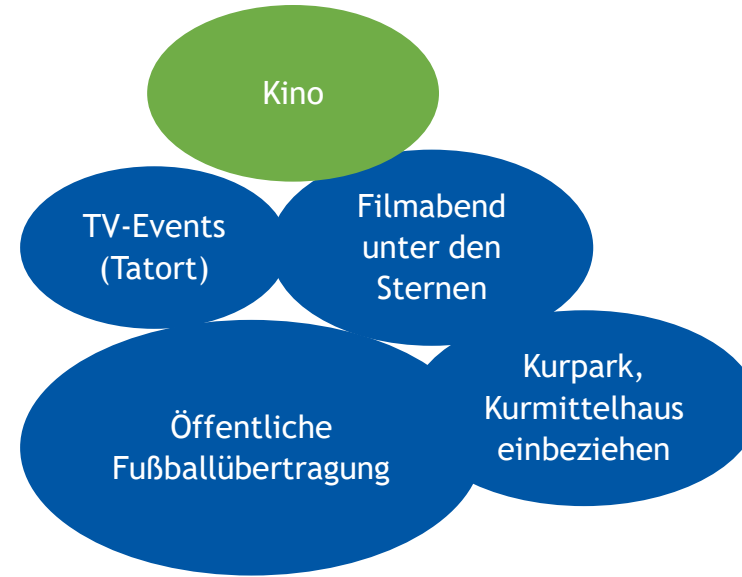 Kino
TV-Events
(Tatort)
Filmabend
unter den
Sternen
Kurpark,
Kurmittelhaus
einbeziehen
Öffentliche
Fußballübertragung